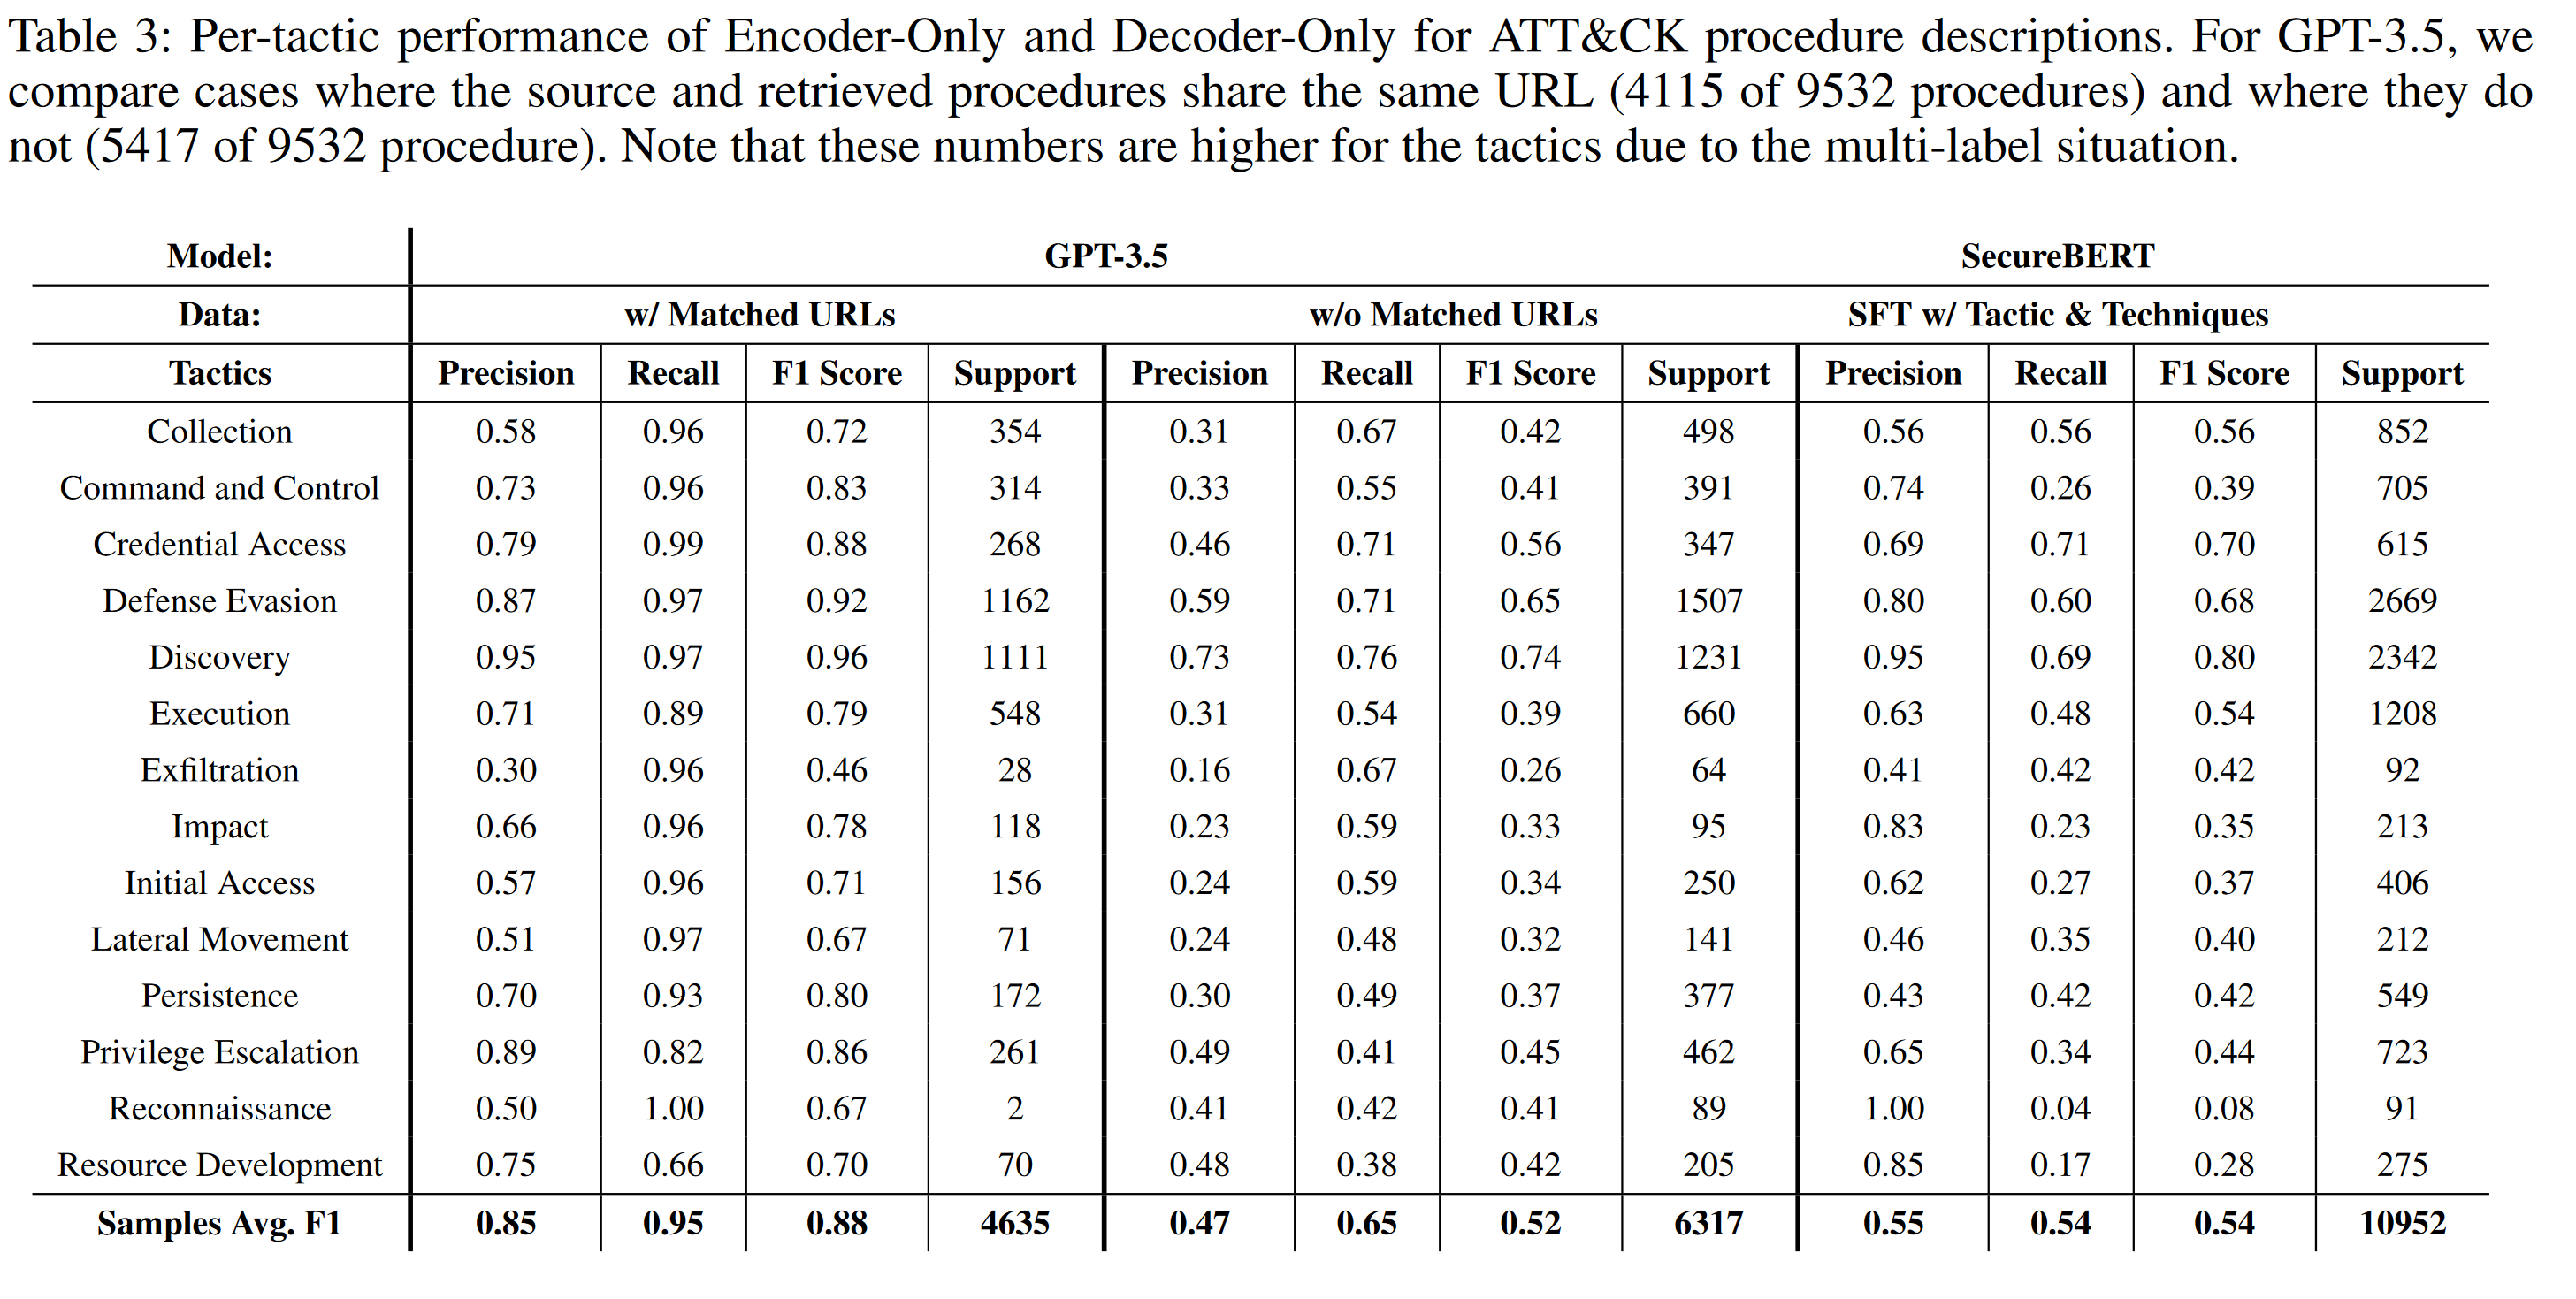 Table 3: Per-tactic performance of Encoder-Only and Decoder-Only for ATT&CK procedure descriptions. For GPT-3.5, we
compare cases where the source and retrieved procedures share the same URL (4115 of 9532 procedures) and where they do
not (5417 of 9532 procedure). Note that these numbers are higher for the tactics due to the multi-label situation.
Model: GPT-3.5 SecureBERT
Data: w/ Matched URLs w/o Matched URLs SFT w/ Tactic & Techniques
Tactics Precision Recall F1 Score Support Precision Recall F1 Score Support Precision Recall F1 Score Support
Collection 0.58 0.96 0.72 354 0.31 0.67 0.42 498 0.56 0.56 0.56 852
Command and Control 0.73 0.96 0.83 314 0.33 0.55 0.41 391 0.74 0.26 0.39 705
Credential Access 0.79 0.99 0.88 268 0.46 0.71 0.56 347 0.69 0.71 0.70 615
Defense Evasion 0.87 0.97 0.92 1162 0.59 0.71 0.65 1507 0.80 0.60 0.68 2669
Discovery 0.95 0.97 0.96 1111 0.73 0.76 0.74 1231 0.95 0.69 0.80 2342
Execution 0.71 0.89 0.79 548 0.31 0.54 0.39 660 0.63 0.48 0.54 1208
Exfiltration 0.30 0.96 0.46 28 0.16 0.67 0.26 64 0.41 0.42 0.42 92
Impact 0.66 0.96 0.78 118 0.23 0.59 0.33 95 0.83 0.23 0.35 213
Initial Access 0.57 0.96 0.71 156 0.24 0.59 0.34 250 0.62 0.27 0.37 406
Lateral Movement 0.51 0.97 0.67 71 0.24 0.48 0.32 141 0.46 0.35 0.40 212
Persistence 0.70 0.93 0.80 172 0.30 0.49 0.37 377 0.43 0.42 0.42 549
Privilege Escalation 0.89 0.82 0.86 261 0.49 0.41 0.45 462 0.65 0.34 0.44 723
Reconnaissance 0.50 1.00 0.67 2 0.41 0.42 0.41 89 1.00 0.04 0.08 91
Resource Development 0.75 0.66 0.70 70 0.48 0.38 0.42 205 0.85 0.17 0.28 275
Samples Avg. F1 0.85 0.95 0.88 4635 0.47 0.65 0.52 6317 0.55 0.54 0.54 10952